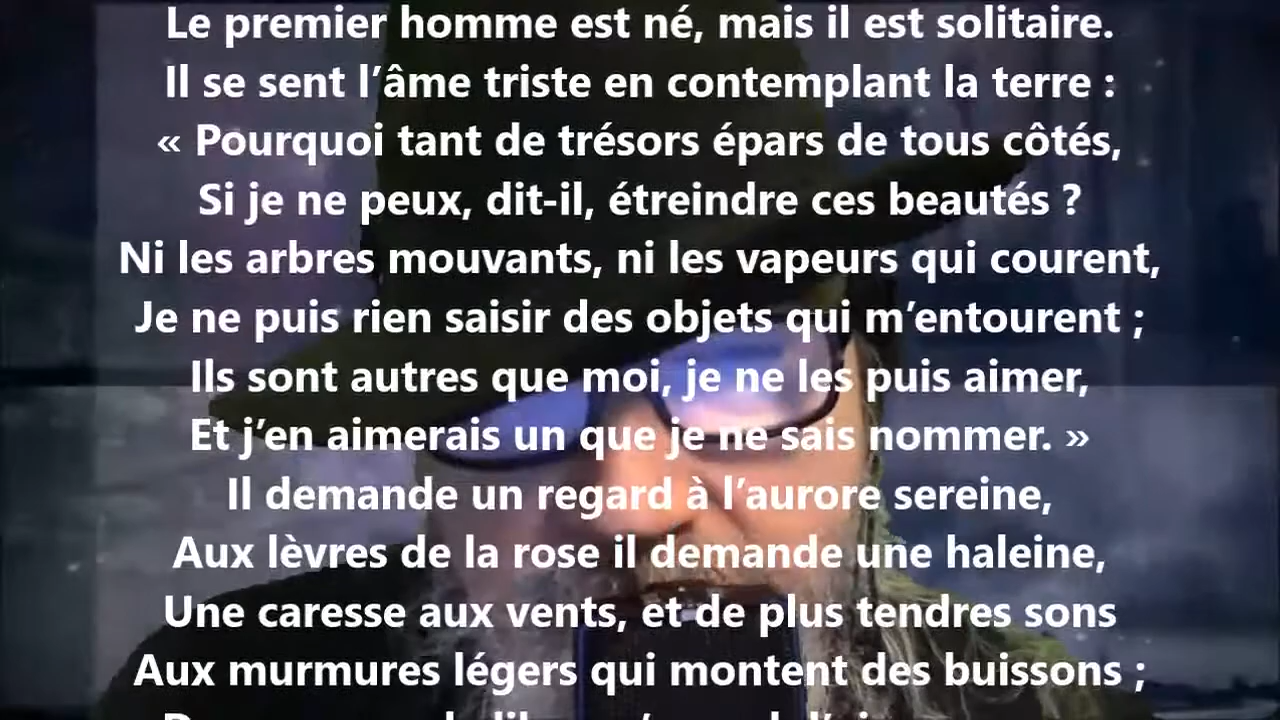 Le premier homme est né, mais il est solitaire.
Il se sent l’âme triste en contemplant la terre :
« Pourquoi tant de trésors épars de tous côtés,
Si je ne peux, dit-il, étreindre ces beautés ?
Ni les arbres mouvants, ni les vapeurs qui courent,
Je ne puis rien saisir des objets qui m’entourent ;
Ils sont autres que moi, je ne les puis aimer,
Et j’en aimerais un que je ne sais nommer. »
Il demande un regard à l’aurore sereine,
Aux lèvres de la rose il demande une haleine,
Une caresse aux vents, et de plus tendres sons
Aux murmures légers qui montent des buissons ;